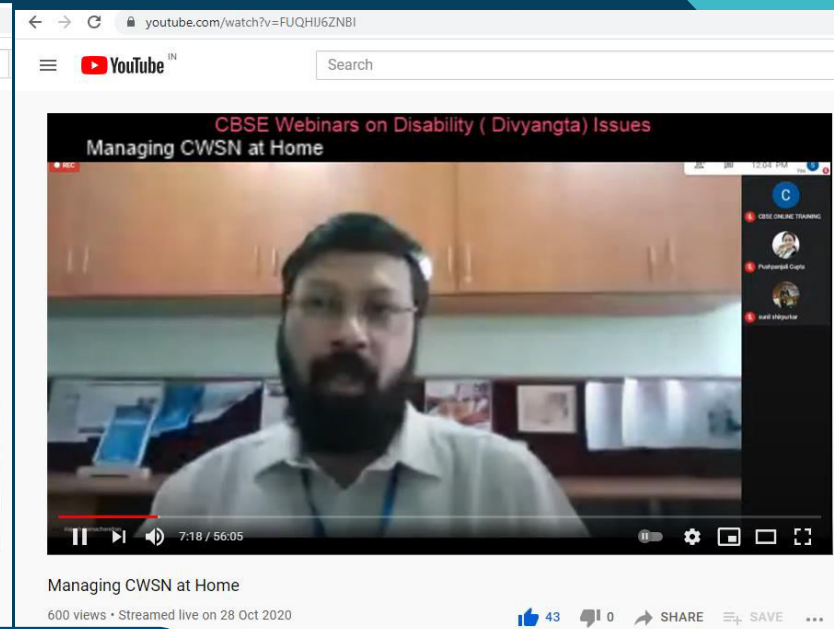 youtube.com/watch?v=FUQHIJ6ZNBI
YouTube IN
Search
CBSE Webinars on Disability ( Divyangta) Issues
Managing CWSN at Home
REC
12:04 PM
You
C
CBSE ONLINE TRAINING
Pushpanjali Gupta
sunil shirpurkar
7:18 / 56:05
Managing CWSN at Home
600 views • Streamed live on 28 Oct 2020
43
0
SHARE
SAVE